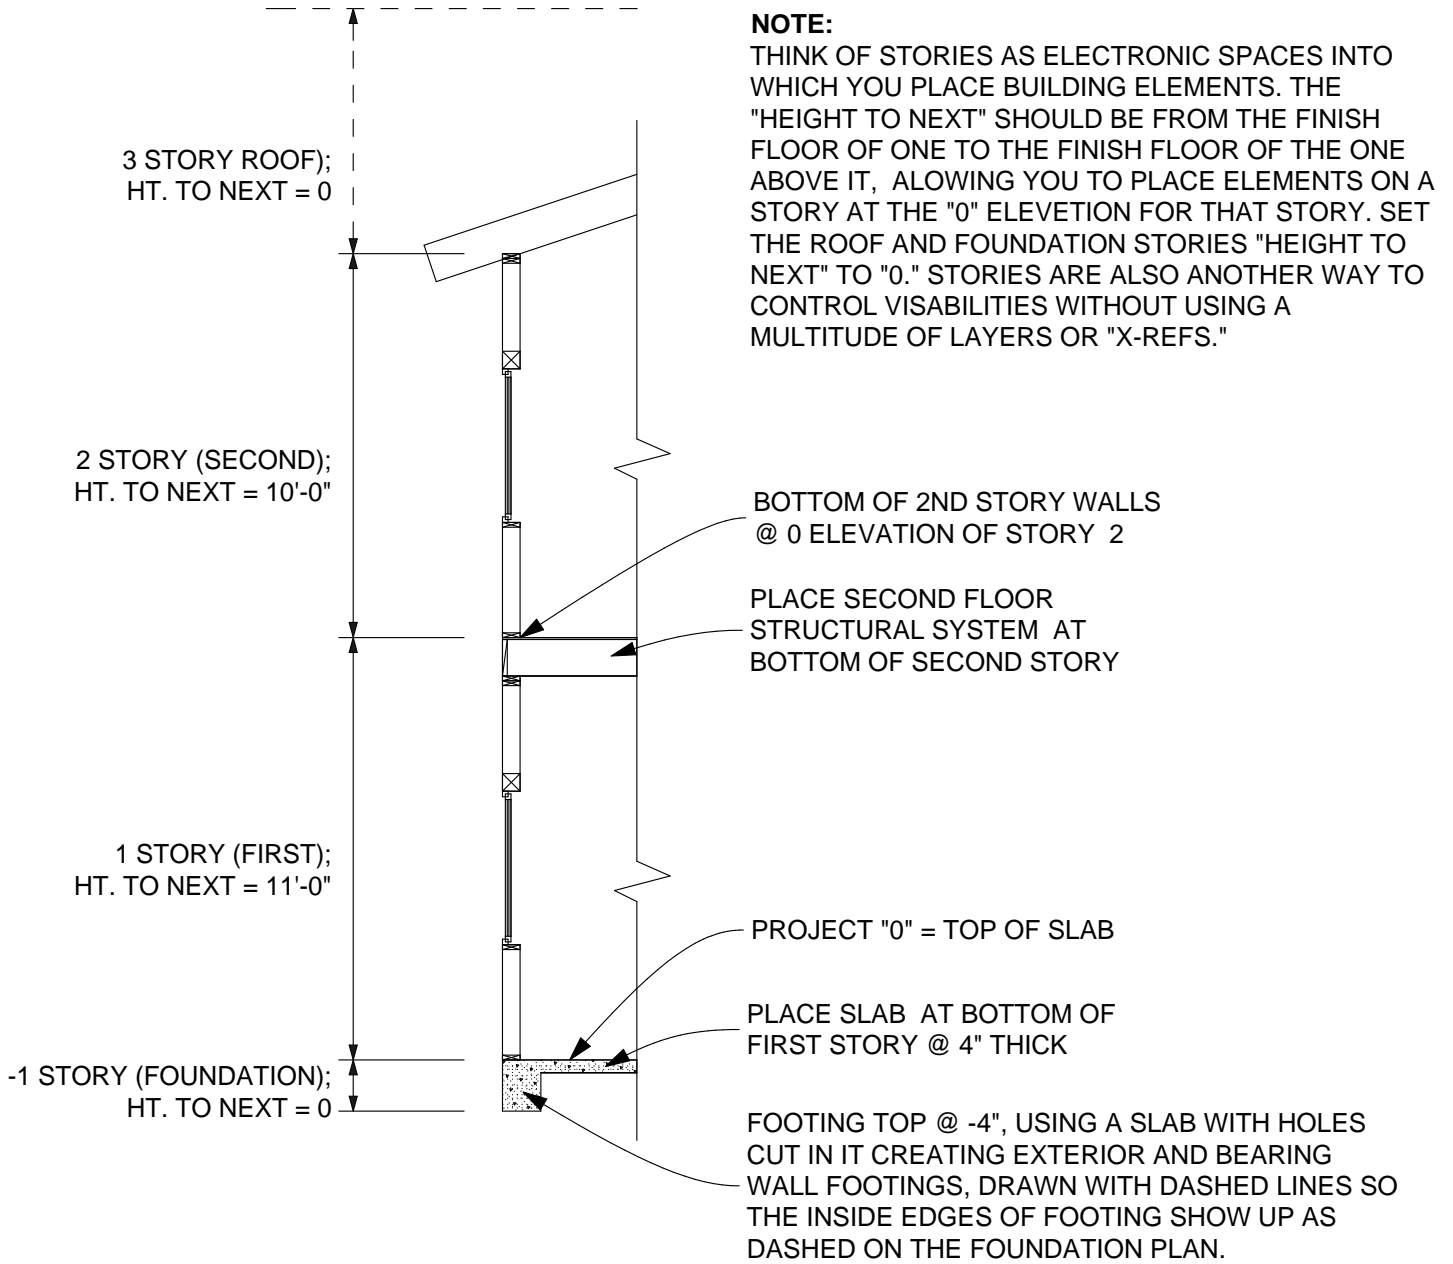 NOTE:
THINK OF STORIES AS ELECTRONIC SPACES INTO
WHICH YOU PLACE BUILDING ELEMENTS. THE
"HEIGHT TO NEXT" SHOULD BE FROM THE FINISH
FLOOR OF ONE TO THE FINISH FLOOR OF THE ONE
ABOVE IT,  ALOWING YOU TO PLACE ELEMENTS ON A
STORY AT THE "0" ELEVETION FOR THAT STORY. SET
THE ROOF AND FOUNDATION STORIES "HEIGHT TO
NEXT" TO "0." STORIES ARE ALSO ANOTHER WAY TO
CONTROL VISABILITIES WITHOUT USING A
MULTITUDE OF LAYERS OR "X-REFS."
3 STORY ROOF);
HT. TO NEXT = 0
2 STORY (SECOND);
HT. TO NEXT = 10'-0"
BOTTOM OF 2ND STORY WALLS
@ 0 ELEVATION OF STORY  2
PLACE SECOND FLOOR
STRUCTURAL SYSTEM  AT
BOTTOM OF SECOND STORY
1 STORY (FIRST);
HT. TO NEXT = 11'-0"
PROJECT "0" = TOP OF SLAB
PLACE SLAB  AT BOTTOM OF
FIRST STORY @ 4" THICK
-1 STORY (FOUNDATION);
HT. TO NEXT = 0
FOOTING TOP @ -4", USING A SLAB WITH HOLES
CUT IN IT CREATING EXTERIOR AND BEARING
WALL FOOTINGS, DRAWN WITH DASHED LINES SO
THE INSIDE EDGES OF FOOTING SHOW UP AS
DASHED ON THE FOUNDATION PLAN.